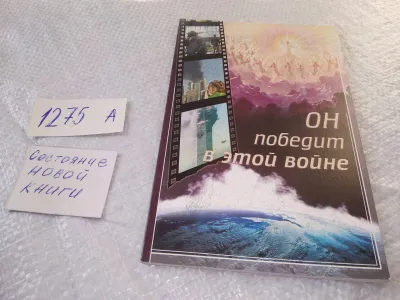 1275 А
Состояние
новой
книги
ОН
победит
в этой войне